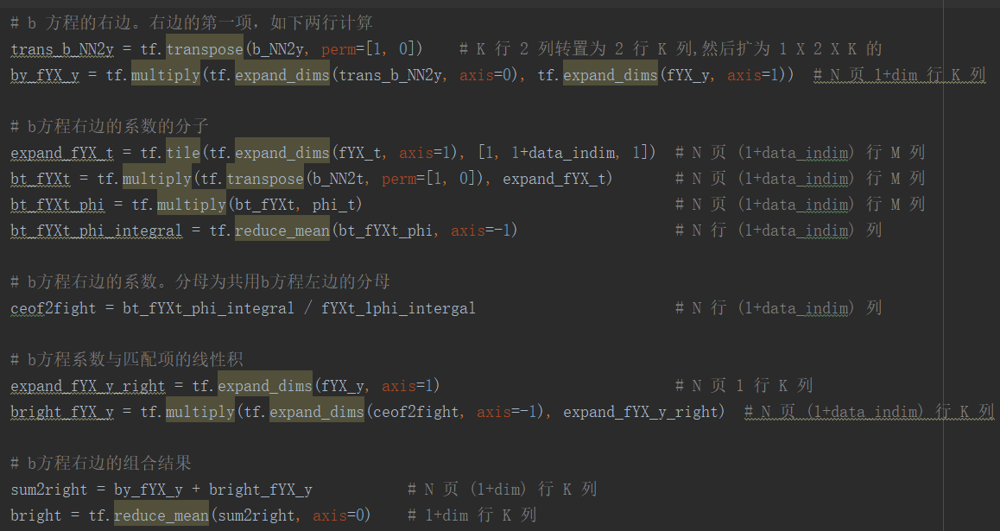 # b 方程的右边。右边的第一项，如下两行计算
trans_b_NN2y = tf.transpose(b_NN2y, perm=[1, 0])    # K 行 2 列转置为 2 行 K 列,然后扩为 1 X 2 X K 的
by_fYX_y = tf.multiply(tf.expand_dims(trans_b_NN2y, axis=0), tf.expand_dims(fYX_y, axis=1))  # N 页 1+dim 行 K 列
# b方程右边的系数的分子
expand_fYX_t = tf.tile(tf.expand_dims(fYX_t, axis=1), [1, 1+data_indim, 1])  # N 页 (1+data_indim) 行 M 列
bt_fYXt = tf.multiply(tf.transpose(b_NN2t, perm=[1, 0]), expand_fYX_t)       # N 页 (1+data_indim) 行 M 列
bt_fYXt_phi = tf.multiply(bt_fYXt, phi_t)                                    # N 页 (1+data_indim) 行 M 列
bt_fYXt_phi_integral = tf.reduce_mean(bt_fYXt_phi, axis=-1)                  # N 行 (1+data_indim) 列
# b方程右边的系数。分母为共用b方程左边的分母
ceof2fight = bt_fYXt_phi_integral / fYXt_1phi_intergal                       # N 行 (1+data_indim) 列
# b方程系数与匹配项的线性积
expand_fYX_y_right = tf.expand_dims(fYX_y, axis=1)                           # N 页 1 行 K 列
bright_fYX_y = tf.multiply(tf.expand_dims(ceof2fight, axis=-1), expand_fYX_y_right)  # N 页 (1+data_indim) 行 K 列
# b方程右边的组合结果
sum2right = by_fYX_y + bright_fYX_y           # N 页 (1+dim) 行 K 列
bright = tf.reduce_mean(sum2right, axis=0)    # 1+dim 行 K 列